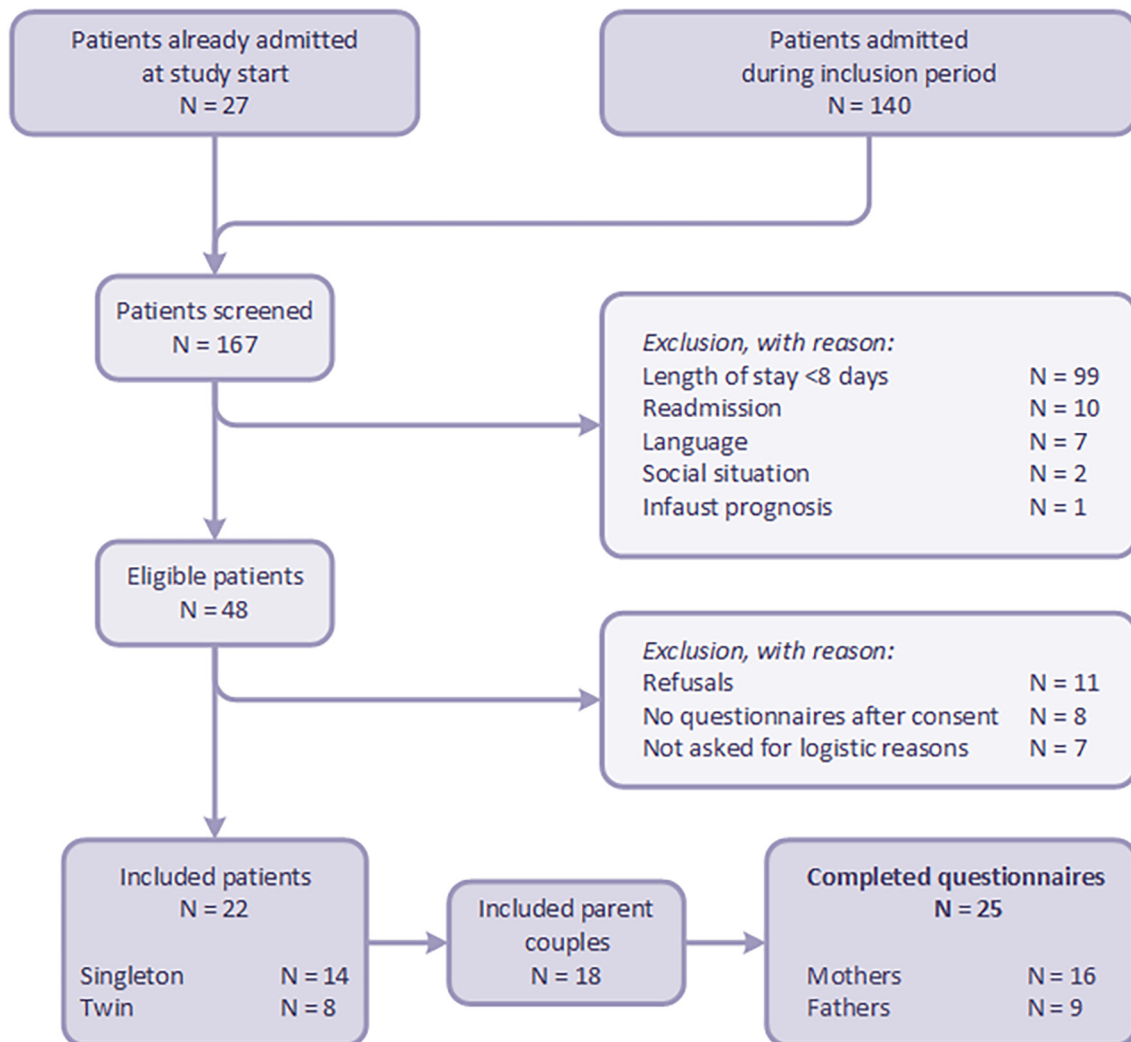 Patients already admitted
at study start
N = 27
Patients admitted
during inclusion period
N = 140
Patients screened
N = 167
Exclusion, with reason:
Length of stay <8 days N = 99
Readmission N = 10
Language N = 7
Social situation N = 2
Infaust prognosis N = 1
Eligible patients
N = 48
Exclusion, with reason:
Refusals N = 11
No questionnaires after consent N = 8
Not asked for logistic reasons N = 7
Included patients
N = 22
Singleton N = 14
Twin N = 8
Included parent
couples
N = 18
Completed questionnaires
N = 25
Mothers N = 16
Fathers N = 9